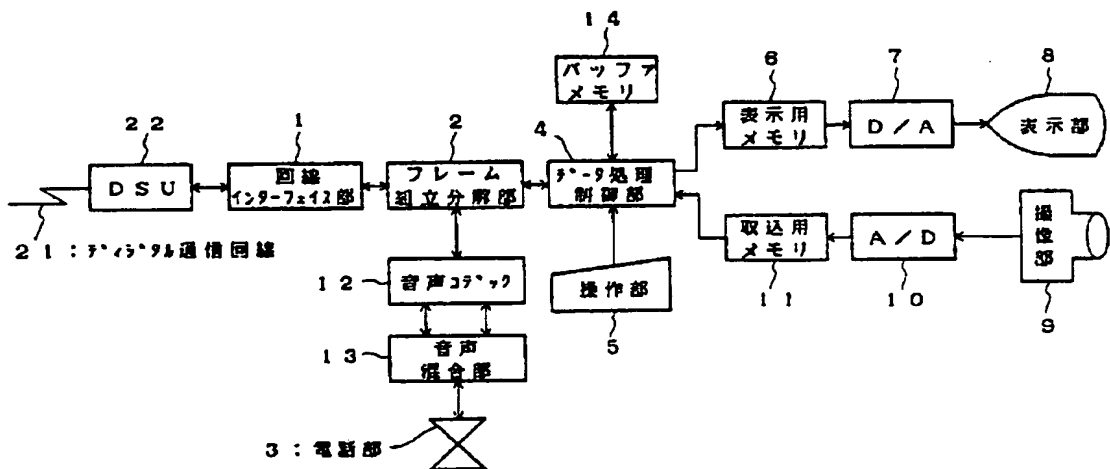 14
バッファ
メモリ
6
表示用
メモリ
7
D/A
8
表示部
22
DSU
1
回線
インターフェイス部
2
フレーム
組立分解部
4
データ処理
制御部
取込用
メモリ
11
A/D
10
撮像部
9
21:ディジタル通信回線
12
音声コデック
操作部
5
13
音声
混合部
3:電話部